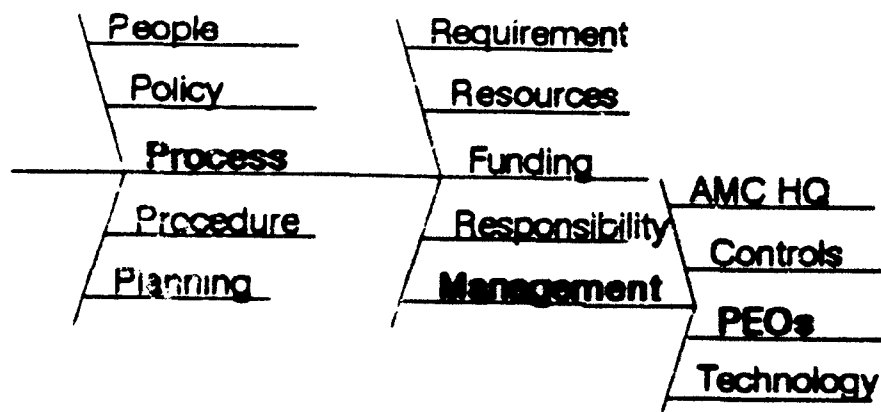 People
Policy
Process
Procedure
Planning
Requirement
Resources
Funding
Responsibility
Management
AMC HQ
Controls
PEOs
Technology